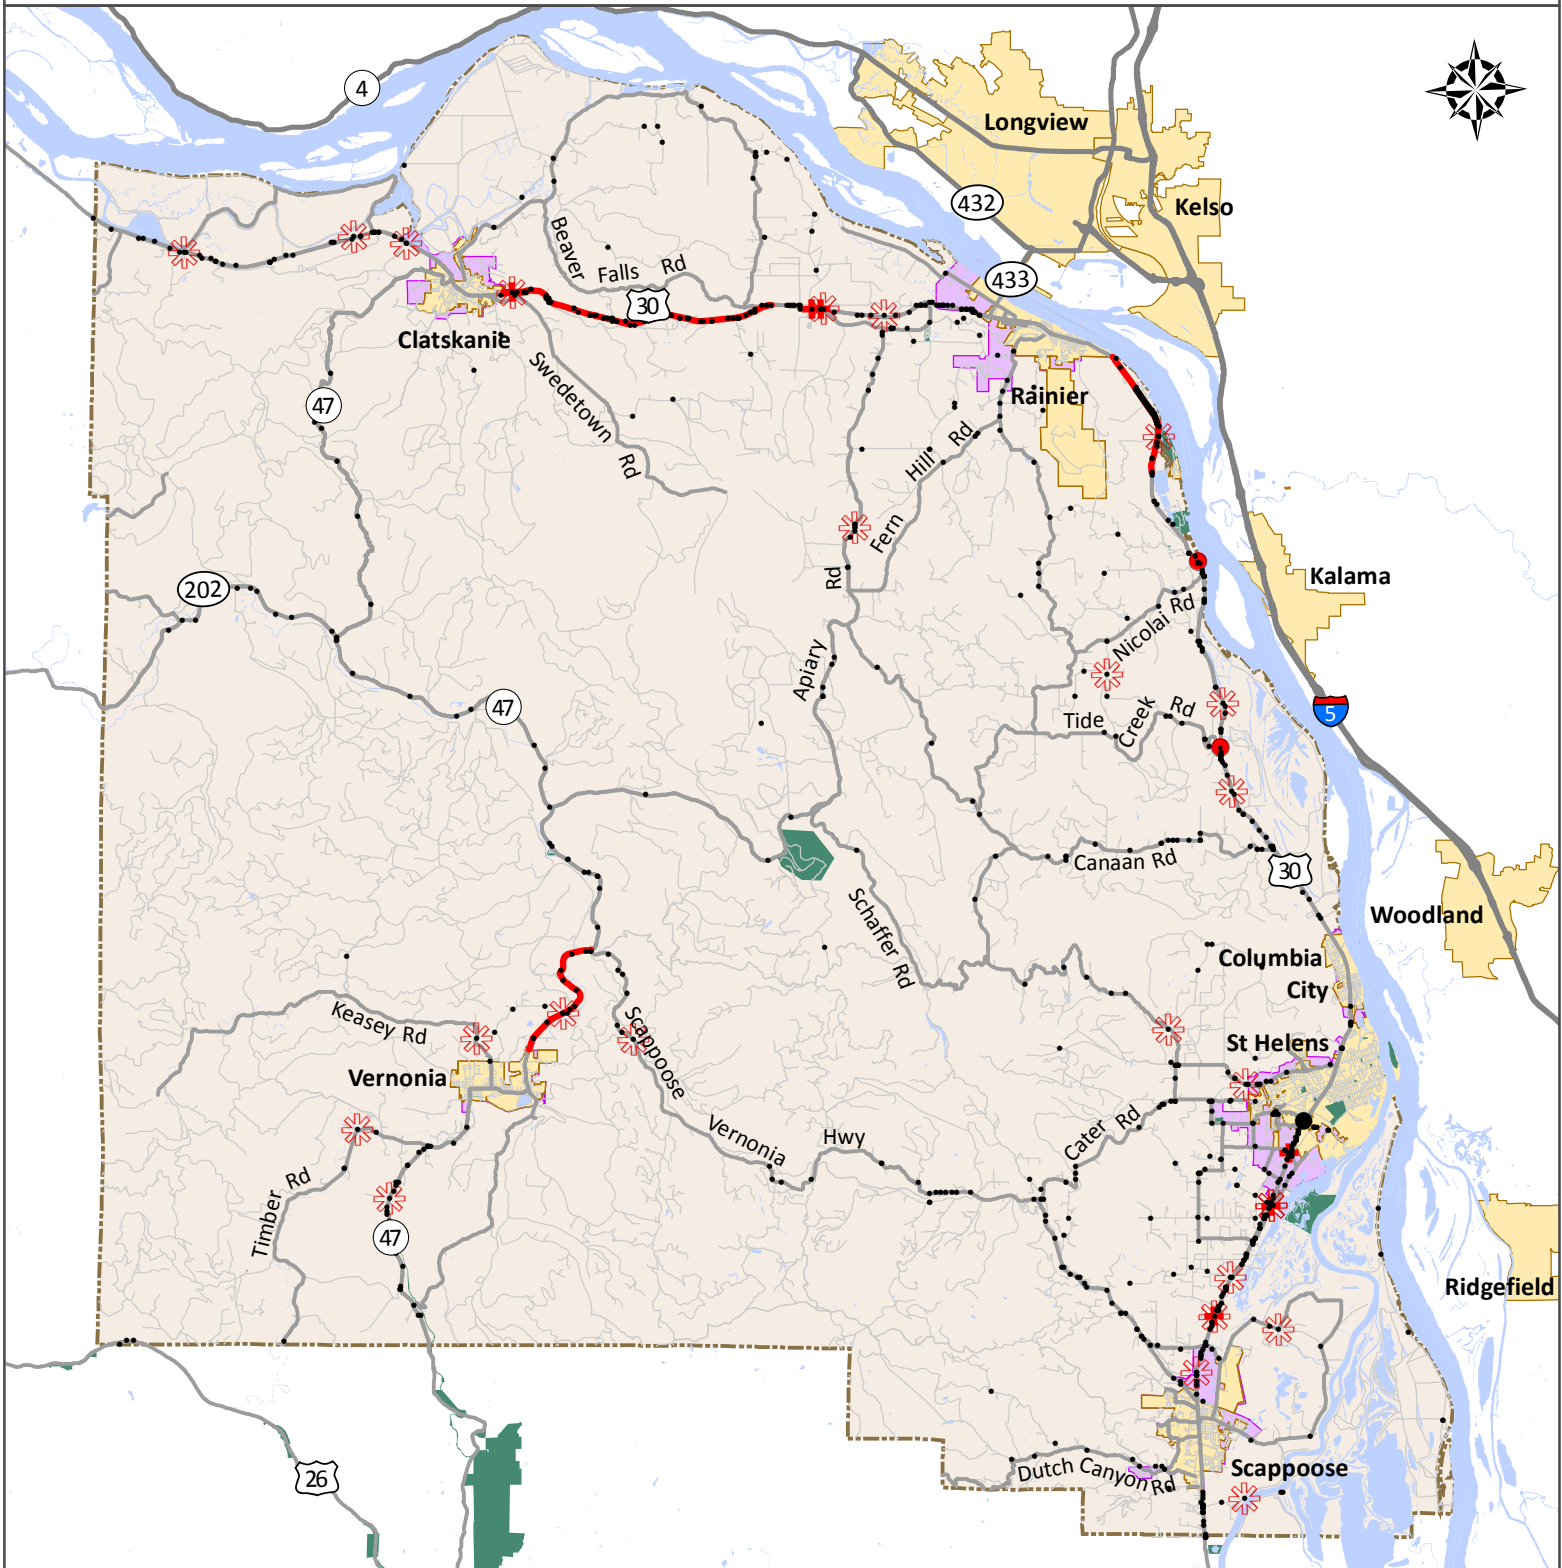 4
Longview
432
Kelso
433
Beaver
Falls Rd
30
Clatskanie
Swedetown Rd
47
Rainier
Fern Hill Rd
Kalama
202
Nicolai Rd
Apiary Rd
47
Tide Creek Rd
5
Canaan Rd
30
Schaffer Rd
Woodland
Columbia
City
Keasey Rd
St Helens
Vernonia
Scappoose
Vernonia
Hwy
Cater Rd
Timber Rd
47
Ridgefield
Scappoose
Dutch Canyon Rd
26